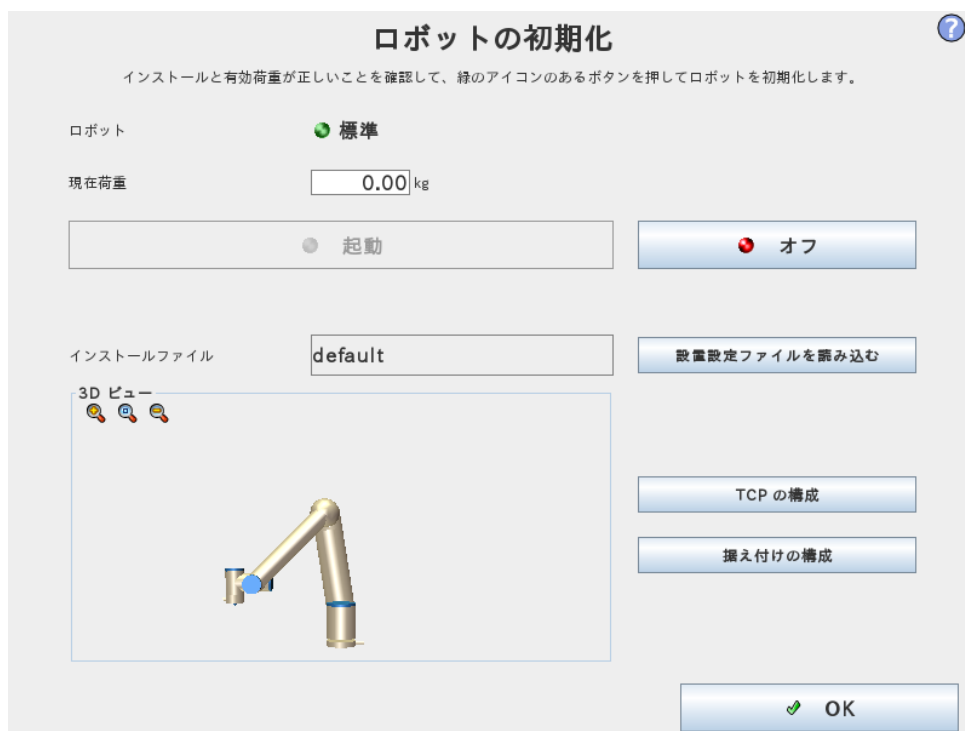 ロボットの初期化
?
インストールと有効荷重が正しいことを確認して、緑のアイコンのあるボタンを押してロボットを初期化します。
ロボット 標準
現在荷重 0.00 kg
起動 オフ
インストールファイル default 設置設定ファイルを読み込む
3D ビュー
TCP の構成
据え付けの構成
OK